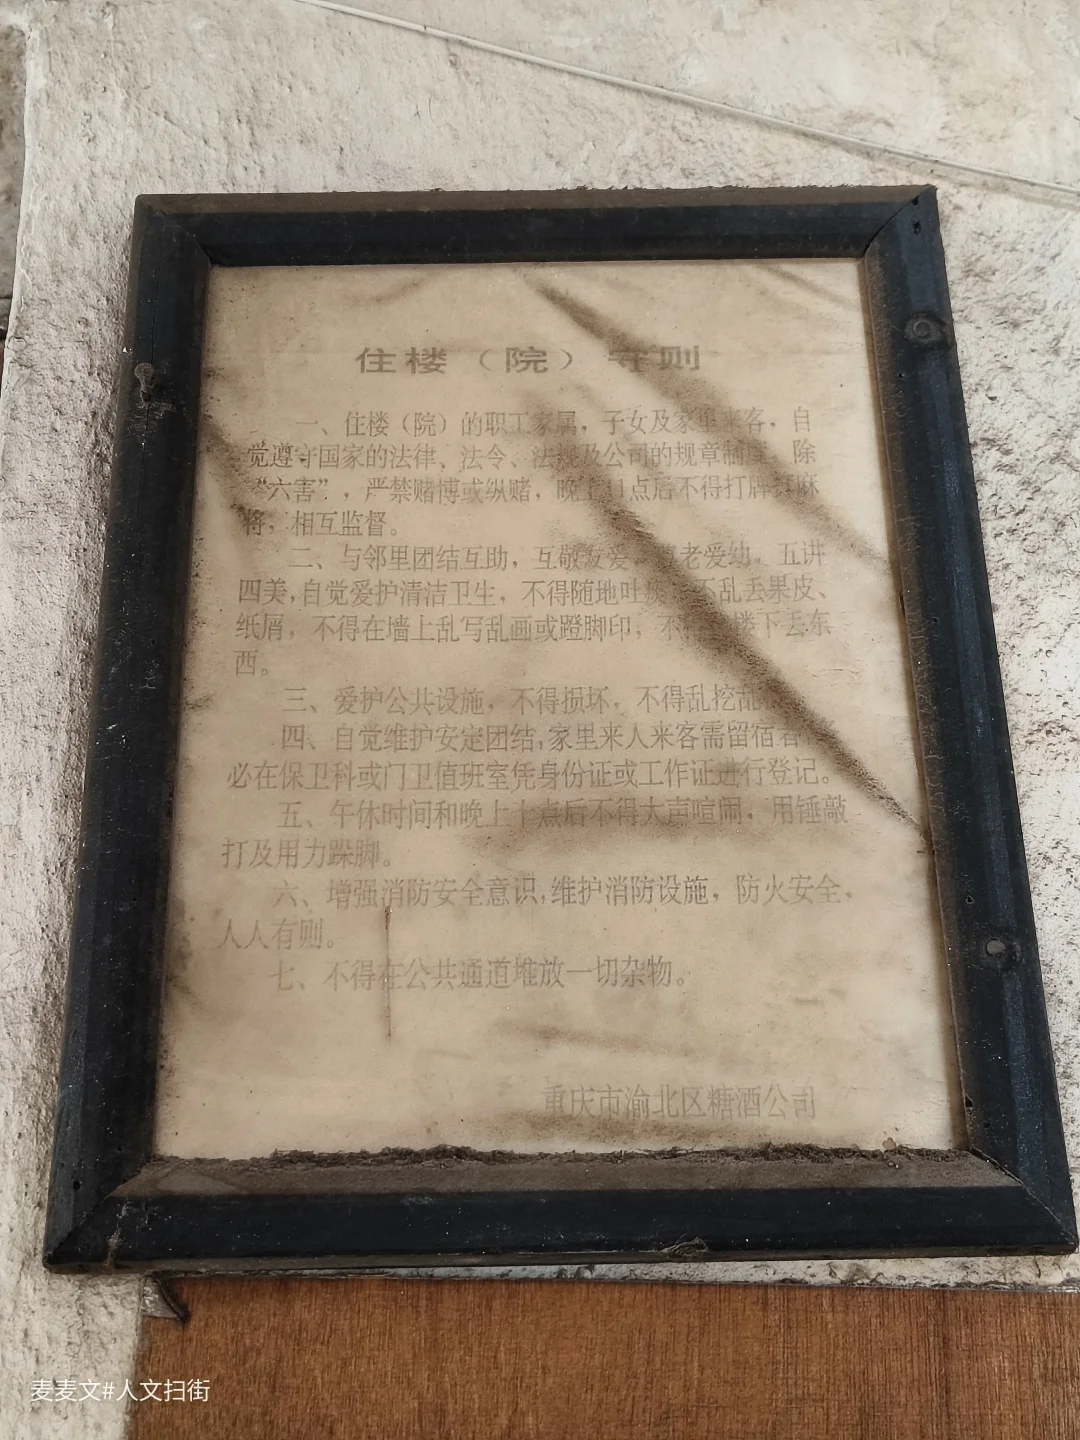 住楼（院）守则
一、住楼（院）的职工家属，子女及家里来客，自
觉遵守国家的法律、法令、法规及公司的规章制度，除
“六害”，严禁赌博或纵赌，晚上11点后不得打牌打麻
将，相互监督。
二、与邻里团结互助，互敬友爱，尊老爱幼，五讲
四美，自觉爱护清洁卫生，不得随地吐痰，不乱丢果皮、
纸屑，不得在墙上乱写乱画或蹬脚印，不楼下丢东
西。
三、爱护公共设施，不得损坏，不得乱挖乱
四、自觉维护安定团结，家里来人来客需留宿者
必在保卫科或门卫值班室凭身份证或工作证进行登记。
五、午休时间和晚上十点后不得大声喧闹，用锤敲
打及用力跺脚。
六、增强消防安全意识，维护消防设施，防火安全，
人人有则。
七、不得在公共通道堆放一切杂物。
重庆市渝北区糖酒公司
麦麦文#人文扫街